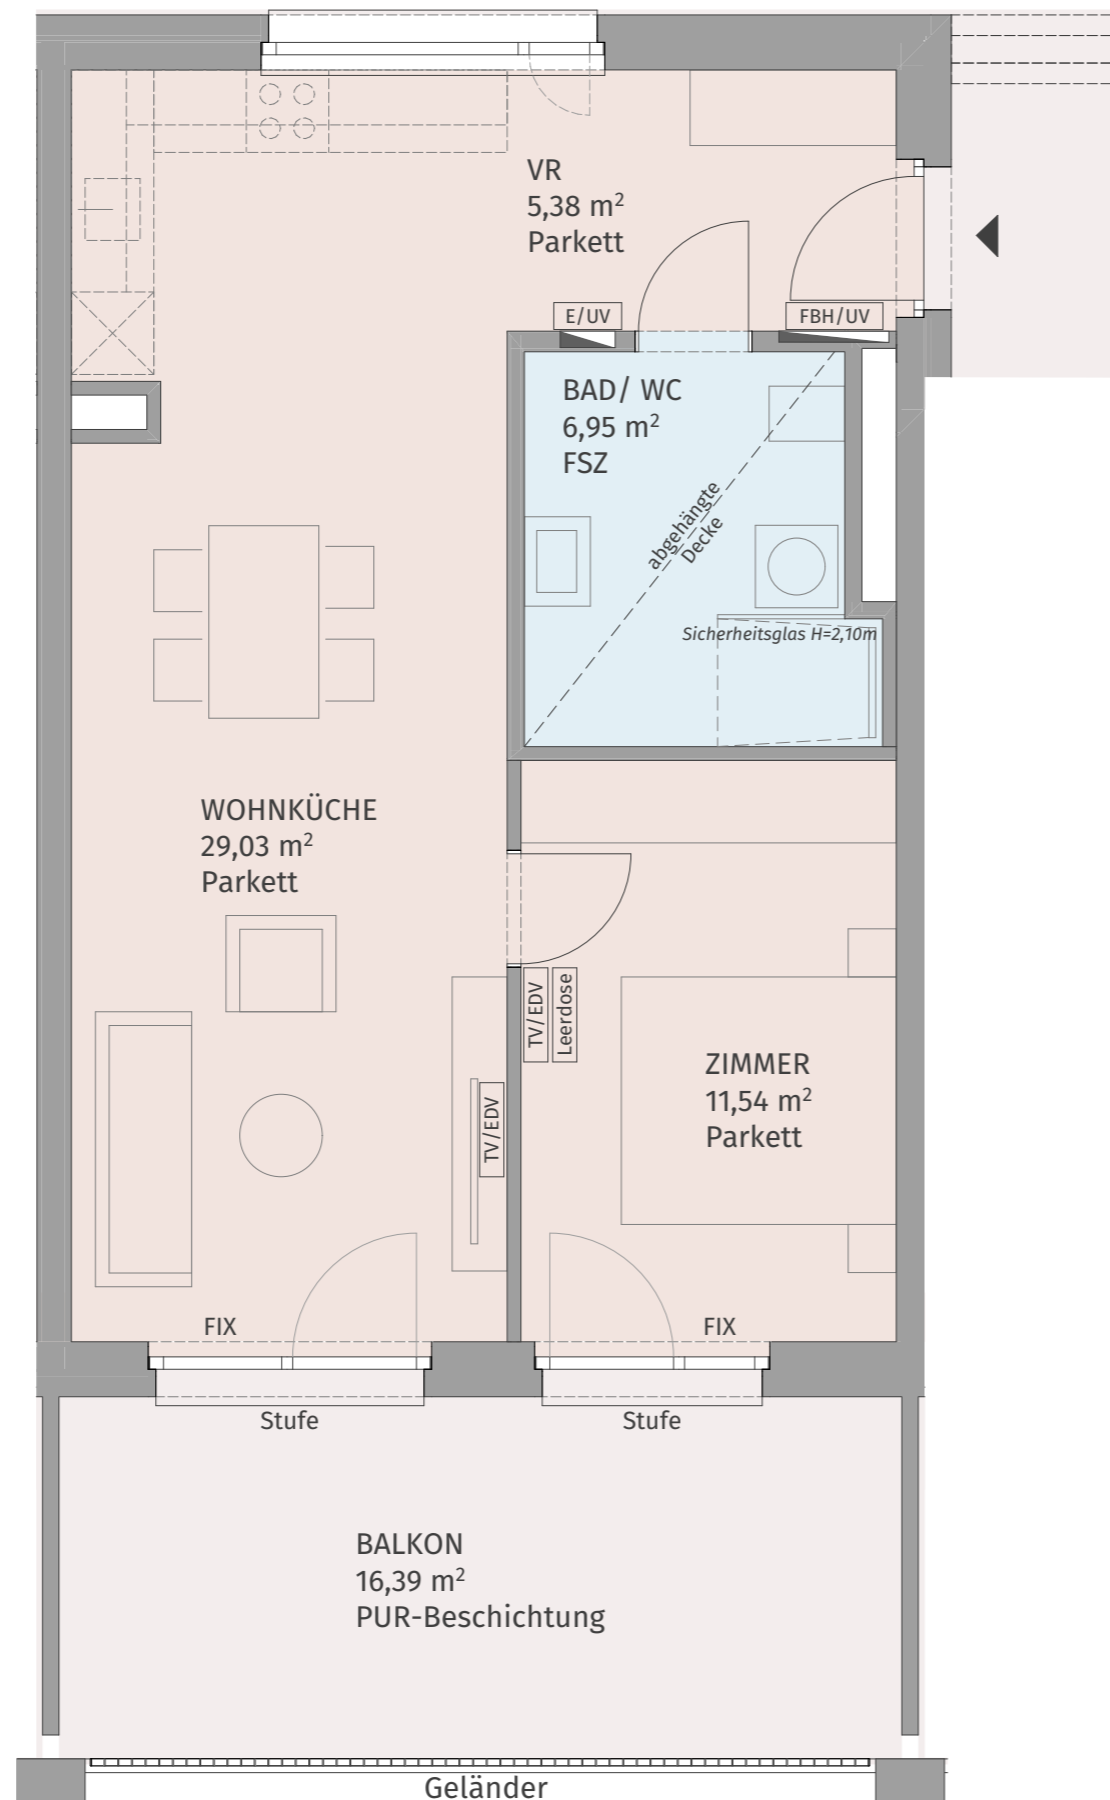 VR
5,38 m²
Parkett
E/UV
FBH/UV
BAD/ WC
6,95 m²
FSZ
abgehängte
Decke
Sicherheitsglas H=2,10m
WOHNKÜCHE
29,03 m²
Parkett
TV/EDV
Leerdose
ZIMMER
11,54 m²
Parkett
TV/EDV
FIX
FIX
Stufe
Stufe
BALKON
16,39 m²
PUR-Beschichtung
Geländer